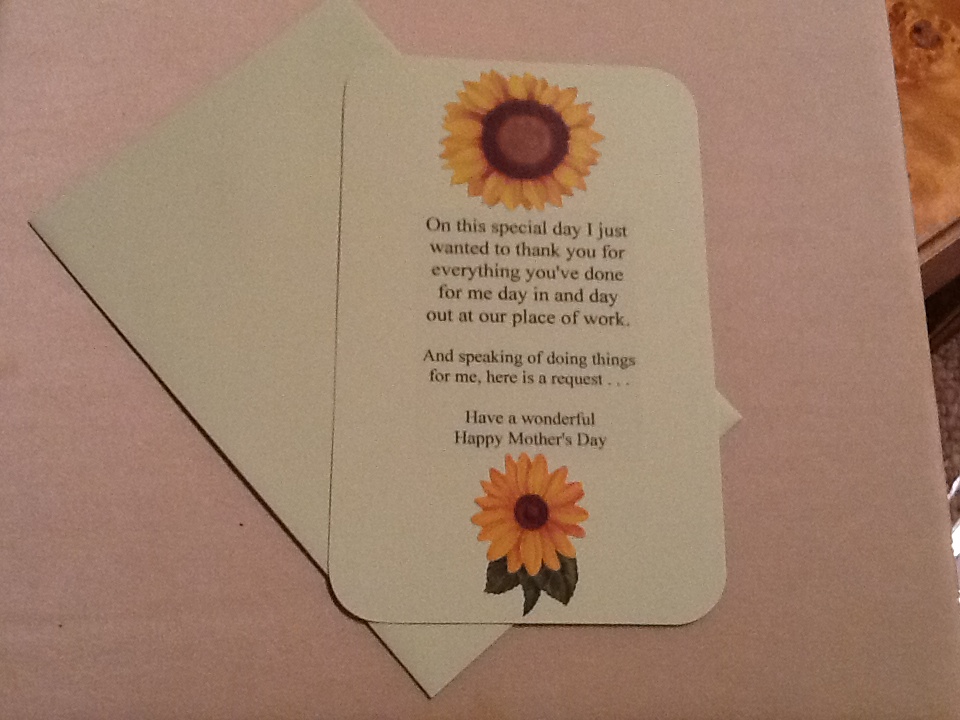 On this special day I just
wanted to thank you for
everything you've done
for me day in and day
out at our place of work.
And speaking of doing things
for me, here is a request . . .
Have a wonderful
Happy Mother's Day